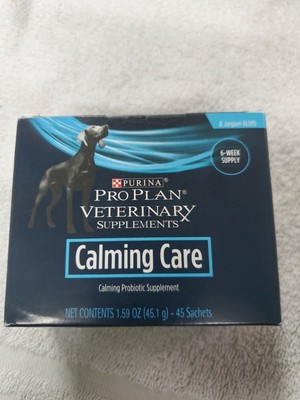 6-WEEK
SUPPLY
PURINA
PRO PLAN®
VETERINARY
SUPPLEMENTS
Calming Care
Calming Probiotic Supplement
NET CONTENTS 1.59 OZ (45.1 g) - 45 Sachets